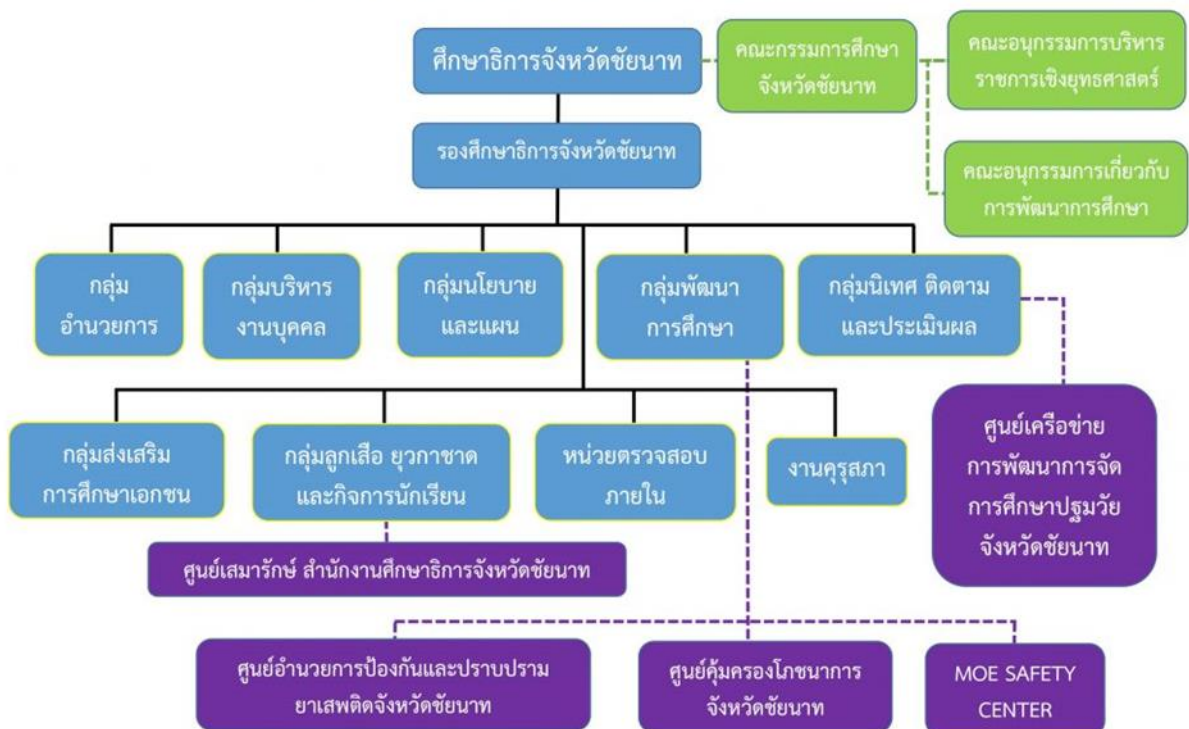 ศึกษาธิการจังหวัดชัยนาท
คณะกรรมการศึกษา
จังหวัดชัยนาท
คณะอนุกรรมการบริหาร
ราชการเชิงยุทธศาสตร์
รองศึกษาธิการจังหวัดชัยนาท
คณะอนุกรรมการเกี่ยวกับ
การพัฒนาการศึกษา
กลุ่ม
อำนวยการ
กลุ่มบริหาร
งานบุคคล
กลุ่มนโยบาย
และแผน
กลุ่มพัฒนา
การศึกษา
กลุ่มนิเทศ ติดตาม
และประเมินผล
กลุ่มส่งเสริม
การศึกษาเอกชน
กลุ่มลูกเสือ ยุวกาชาด
และกิจการนักเรียน
หน่วยตรวจสอบ
ภายใน
งานคุรุสภา
ศูนย์เครือข่าย
การพัฒนาการจัด
การศึกษาปฐมวัย
จังหวัดชัยนาท
ศูนย์เสมารักษ์ สำนักงานศึกษาธิการจังหวัดชัยนาท
ศูนย์อำนวยการป้องกันและปราบปราม
ยาเสพติดจังหวัดชัยนาท
ศูนย์คุ้มครองโภชนาการ
จังหวัดชัยนาท
MOE SAFETY
CENTER